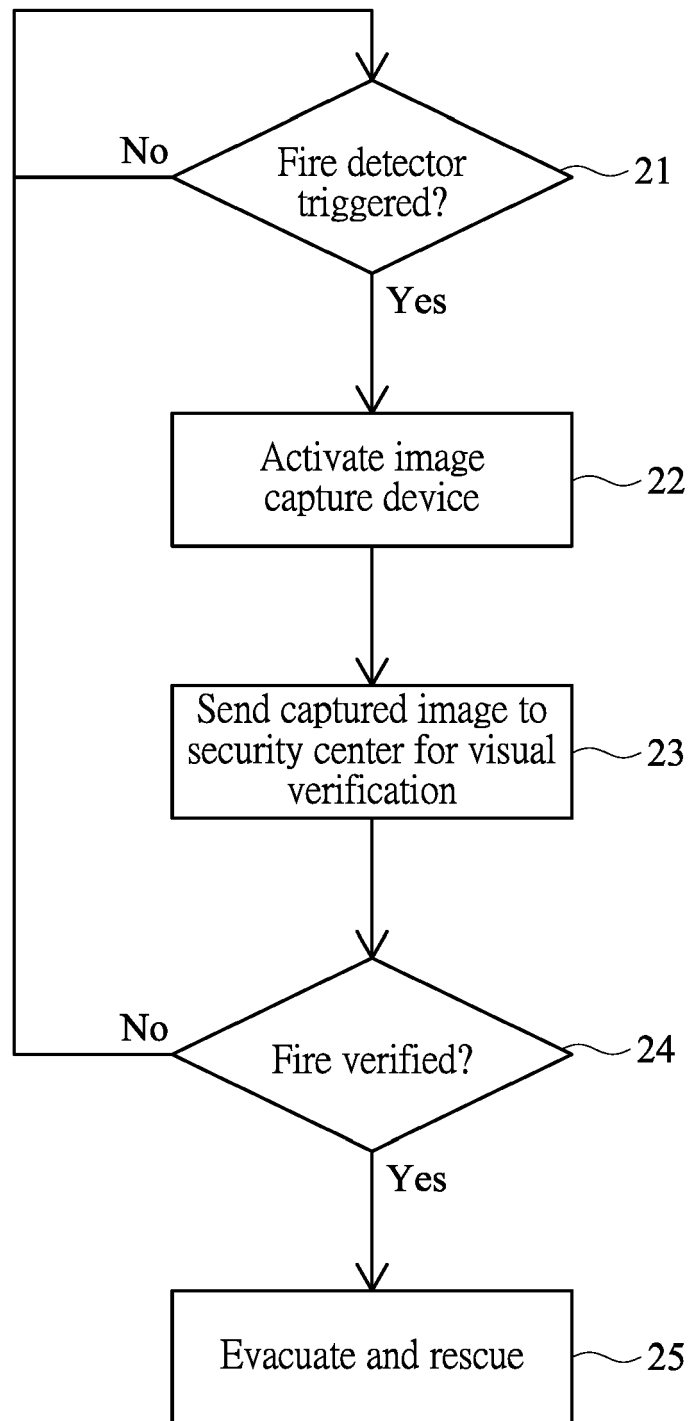 No
Fire detector
triggered?
21
Yes
Activate image
capture device
22
Send captured image to
security center for visual
verification
23
No
Fire verified?
24
Yes
Evacuate and rescue
25